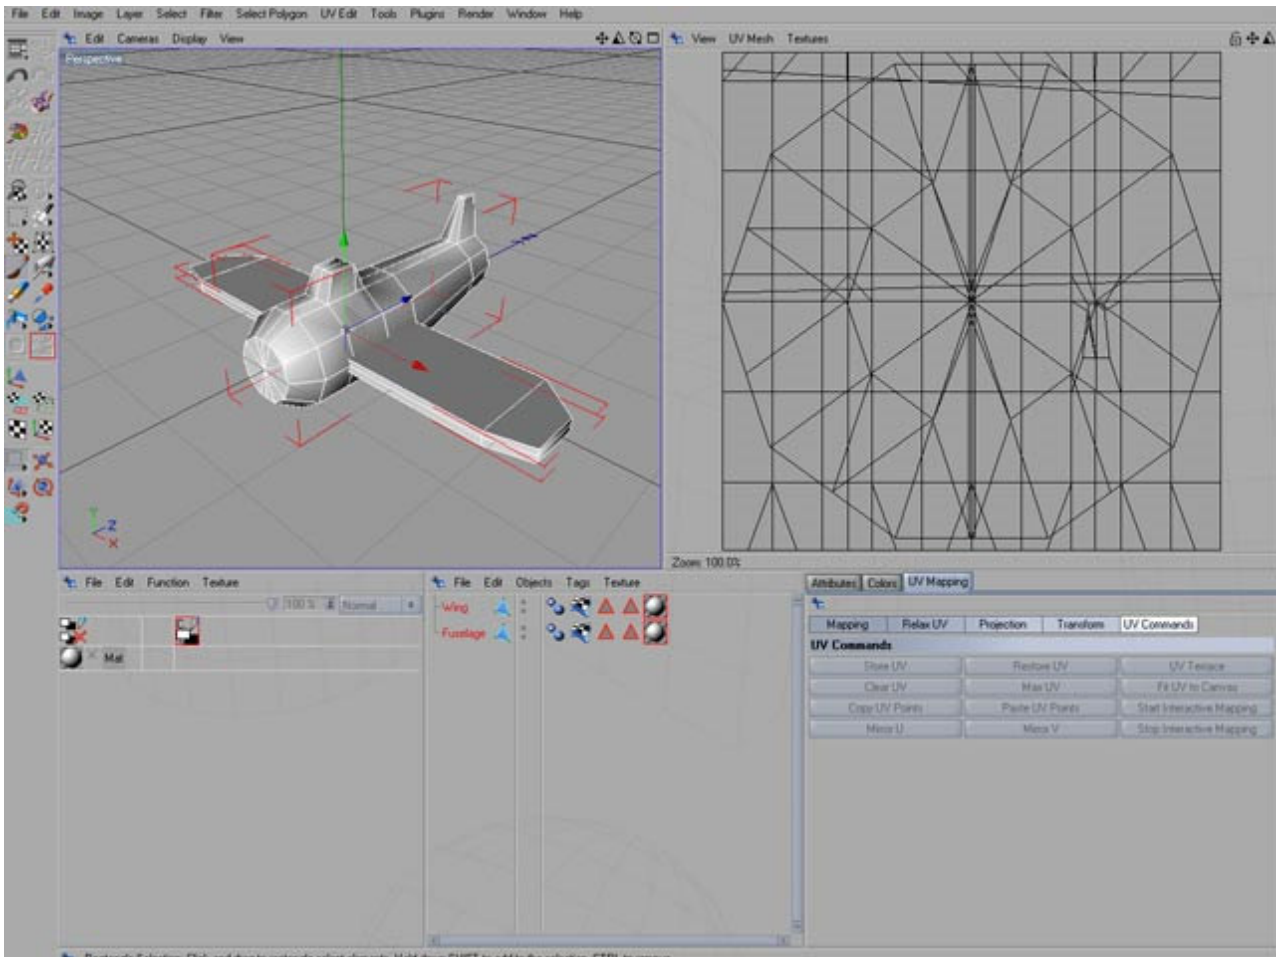 File Edit Image Layer Select Filter Select Polygon UV Edit Tools Plugins Render Window Help
Edit Cameras Display View
View UV Mesh Textures
Perspective
Y
Z
X
Zoom: 100.0%
File Edit Function Texture
100 % Normal
Mat
File Edit Objects Tags Texture
Wing
Fuselage
Attributes Colors UV Mapping
Mapping Relax UV Projection Transform UV Commands
UV Commands
Store UV Restore UV UV Terrace
Clear UV Max UV Fit UV to Canvas
Copy UV Points Paste UV Points Start Interactive Mapping
Mirror U Mirror V Stop Interactive Mapping